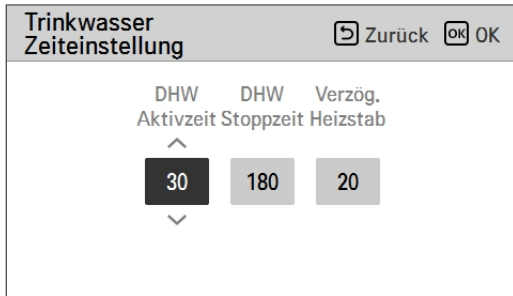 Trinkwasser
Zeiteinstellung
Zurück OK OK
DHW DHW Verzög.
Aktivzeit Stoppzeit Heizstab
30 180 20